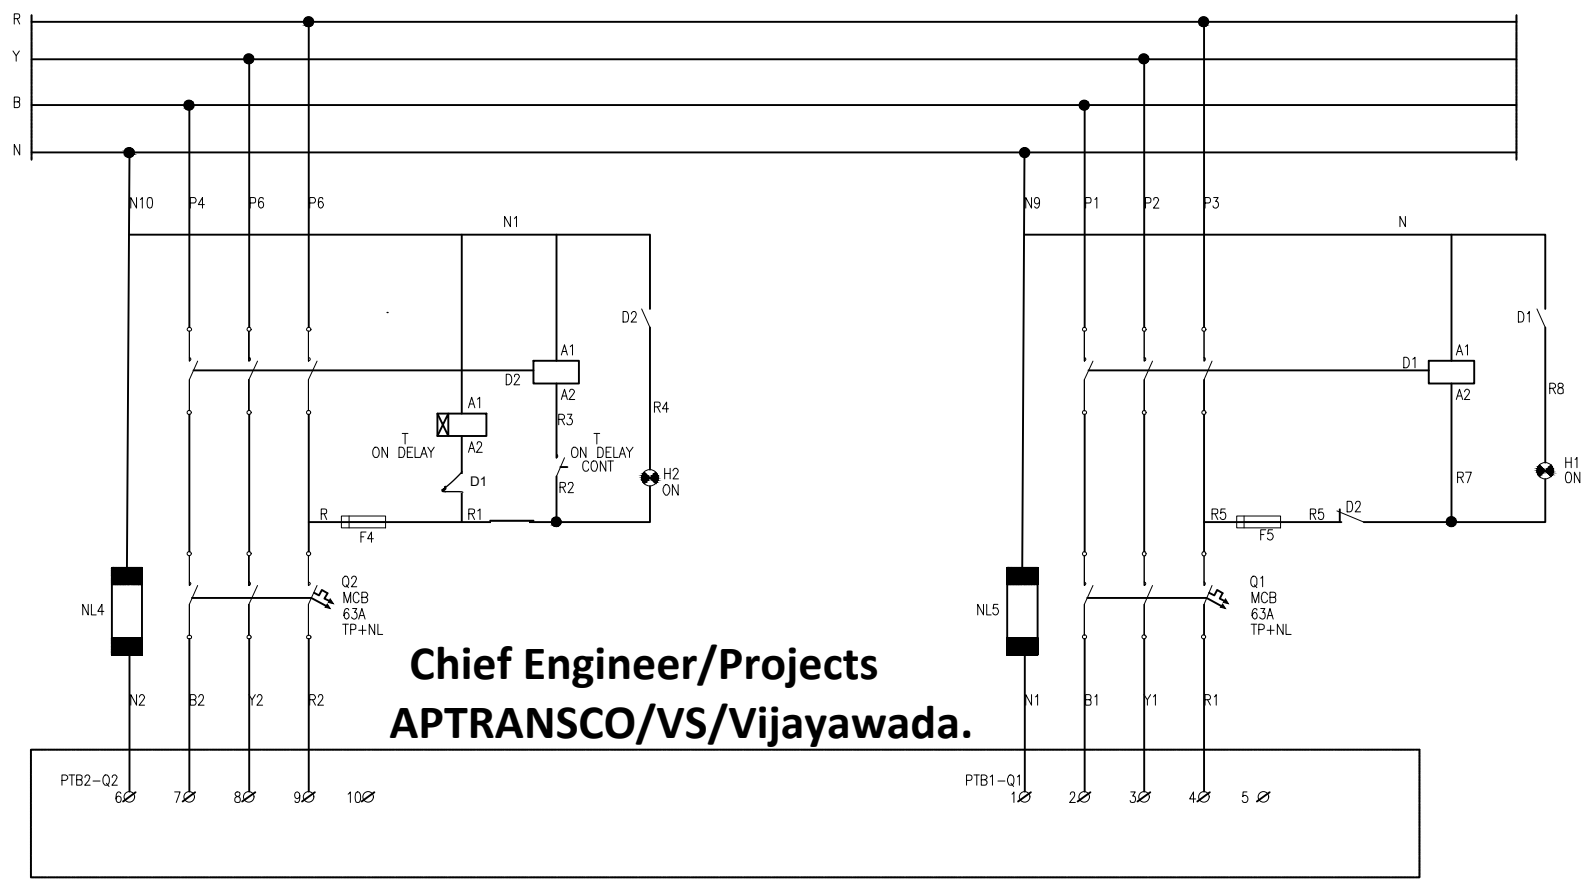 R
Y
B
N
N10 P4 P6 P6
N9 P1 P2 P3
N1
N
D2
D1
A1
D2
A2
A1
D1
A2
R3
R4
R8
A1
T
ON DELAY
A2
T
ON DELAY
CONT
D1
R2
H2
ON
R7
H1
ON
R
R1
F4
R5
R5
D2
F5
Q2
MCB
63A
TP+NL
Q1
MCB
63A
TP+NL
NL4
NL5
Chief Engineer/Projects
APTRANSCO/VS/Vijayawada.
N2 B2 Y2 R2
N1 B1 Y1 R1
PTB2-Q2
6 7 8 9 10
PTB1-Q1
1 2 3 4 5